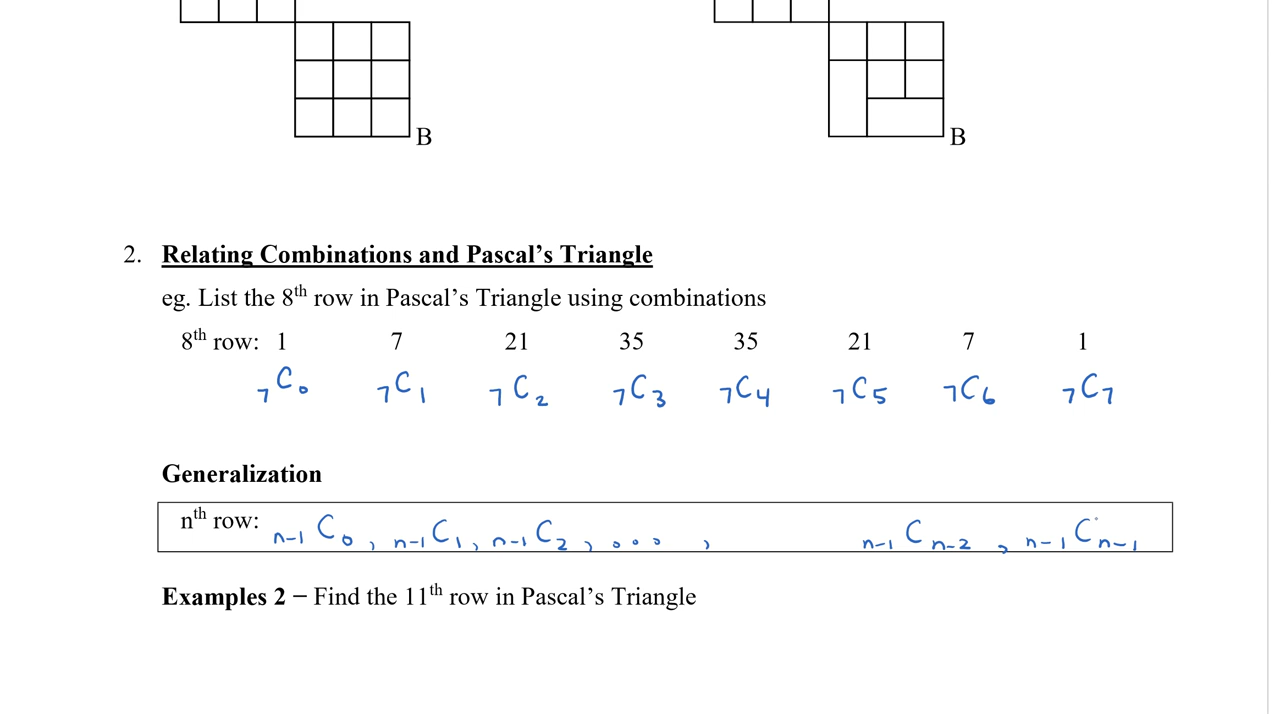 B B
2. Relating Combinations and Pascal's Triangle
eg. List the 8th row in Pascal's Triangle using combinations
8th row: 1 7 21 35 35 21 7 1
₇C₀ ₇C₁ ₇C₂ ₇C₃ ₇C₄ ₇C₅ ₇C₆ ₇C₇
Generalization
nth row: n-1C0, n-1C1, n-1C2, ..., n-1Cn-2, n-1Cn-1
Examples 2 – Find the 11th row in Pascal's Triangle